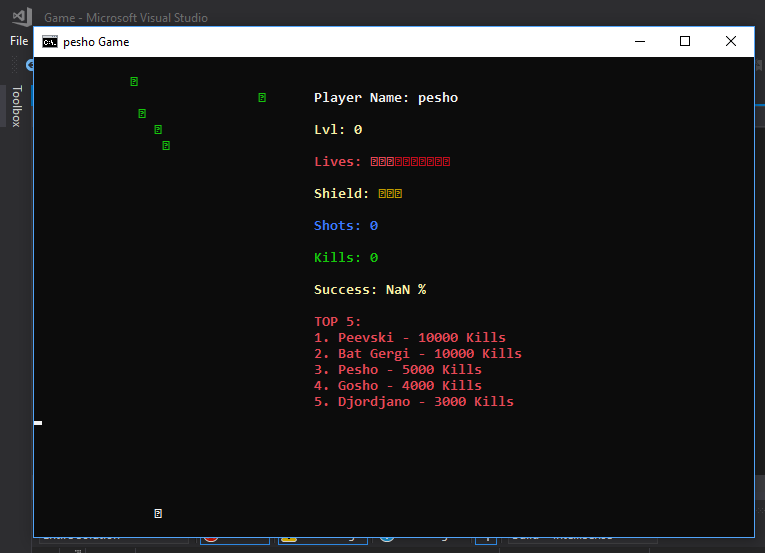 Game - Microsoft Visual Studio
File
pesho Game
Toolbox
Player Name: pesho
Lvl: 0
Lives:
Shield:
Shots: 0
Kills: 0
Success: NaN %
TOP 5:
1. Peevski - 10000 Kills
2. Bat Gergi - 10000 Kills
3. Pesho - 5000 Kills
4. Gosho - 4000 Kills
5. Djordjano - 3000 Kills